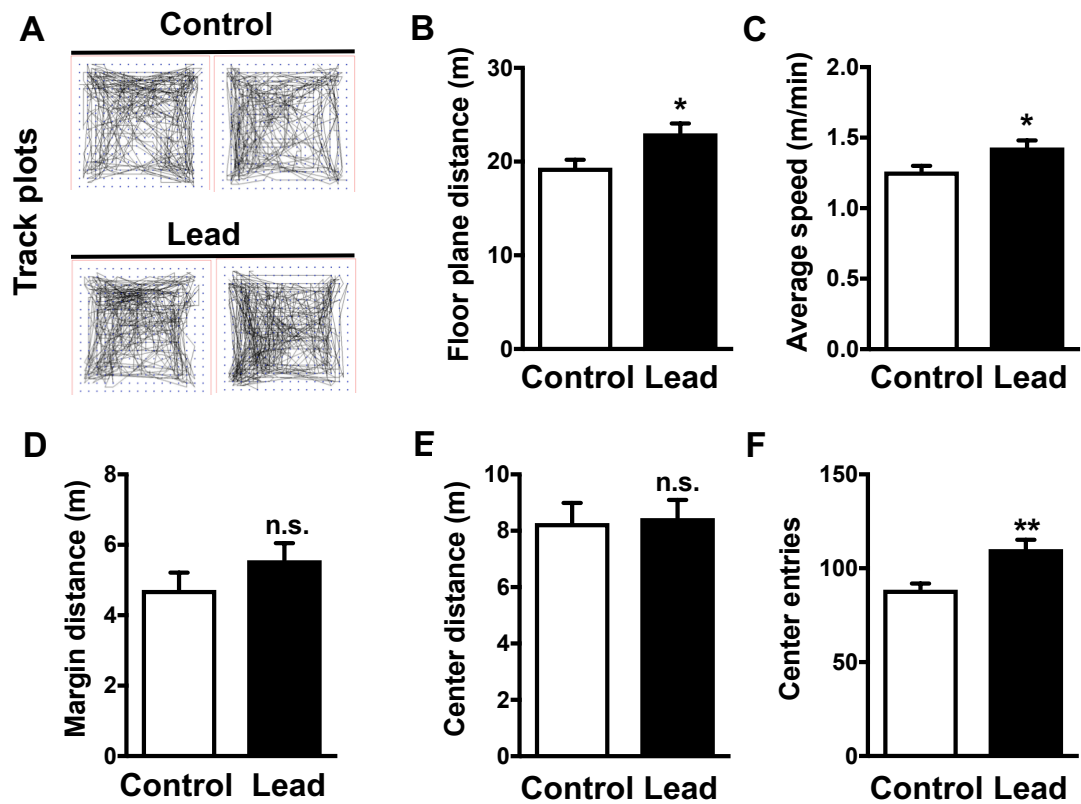 A
Control
Track plots
Lead
B
Floor plane distance (m)
30
20
10
0
*
Control Lead
C
Average speed (m/min)
2.0
1.5
1.0
0.5
0.0
*
Control Lead
D
Margin distance (m)
8
6
4
2
0
n.s.
Control Lead
E
Center distance (m)
10
8
6
4
2
0
n.s.
Control Lead
F
Center entries
150
100
50
0
**
Control Lead